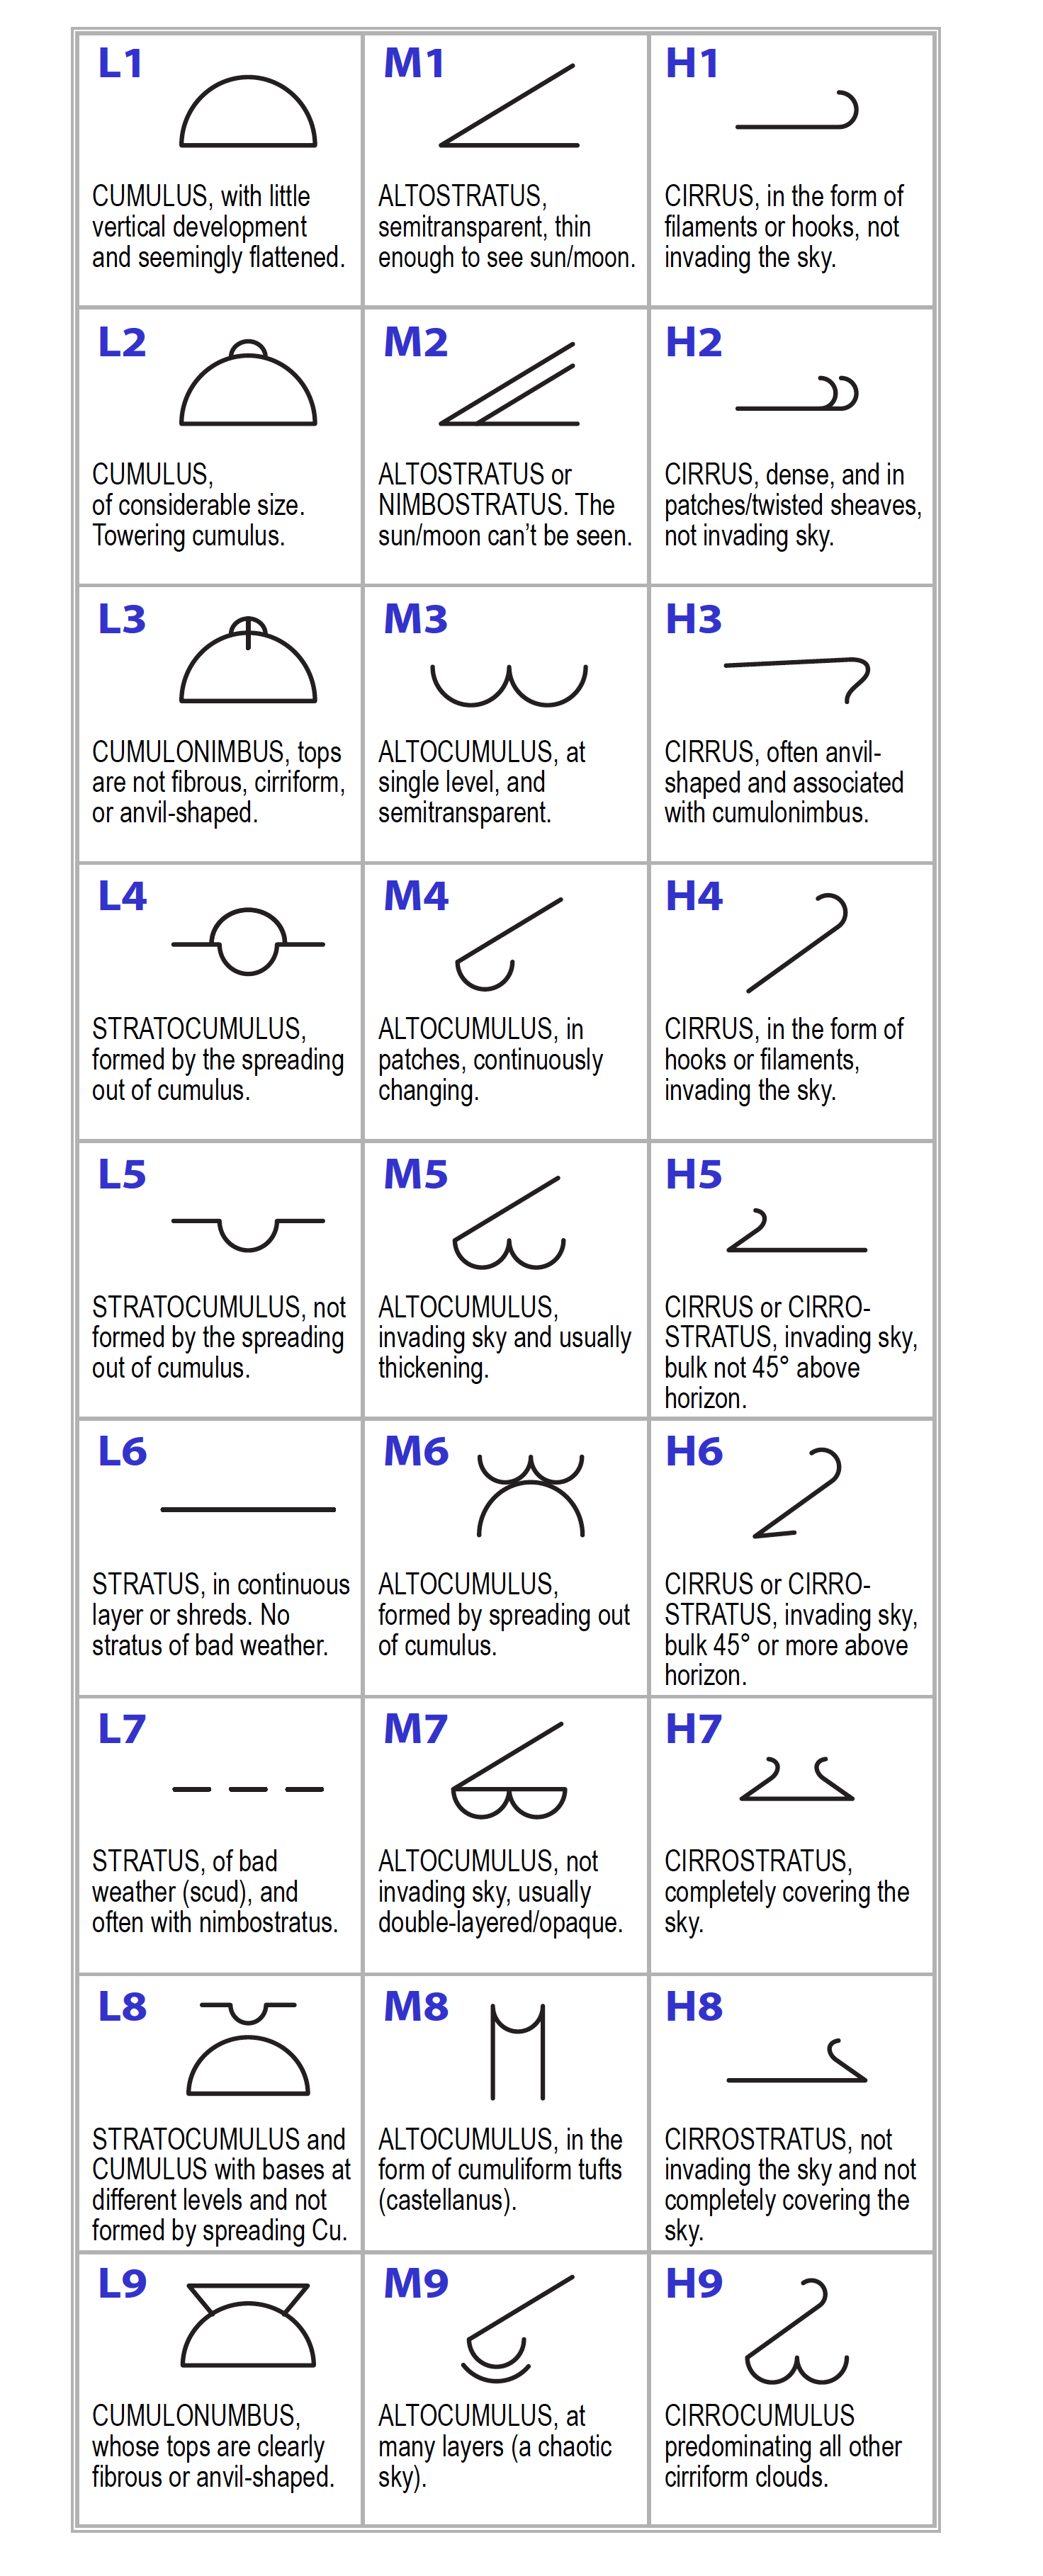 L1
CUMULUS, with little
vertical development
and seemingly flattened.
M1
ALTOSTRATUS,
semitransparent, thin
enough to see sun/moon.
H1
CIRRUS, in the form of
filaments or hooks, not
invading the sky.
L2
CUMULUS,
of considerable size.
Towering cumulus.
M2
ALTOSTRATUS or
NIMBOSTRATUS. The
sun/moon can't be seen.
H2
CIRRUS, dense, and in
patches/twisted sheaves,
not invading sky.
L3
CUMULONIMBUS, tops
are not fibrous, cirriform,
or anvil-shaped.
M3
ALTOCUMULUS, at
single level, and
semitransparent.
H3
CIRRUS, often anvil-
shaped and associated
with cumulonimbus.
L4
STRATOCUMULUS,
formed by the spreading
out of cumulus.
M4
ALTOCUMULUS, in
patches, continuously
changing.
H4
CIRRUS, in the form of
hooks or filaments,
invading the sky.
L5
STRATOCUMULUS, not
formed by the spreading
out of cumulus.
M5
ALTOCUMULUS,
invading sky and usually
thickening.
H5
CIRRUS or CIRRO-
STRATUS, invading sky,
bulk not 45° above
horizon.
L6
STRATUS, in continuous
layer or shreds. No
stratus of bad weather.
M6
ALTOCUMULUS,
formed by spreading out
of cumulus.
H6
CIRRUS or CIRRO-
STRATUS, invading sky,
bulk 45° or more above
horizon.
L7
STRATUS, of bad
weather (scud), and
often with nimbostratus.
M7
ALTOCUMULUS, not
invading sky, usually
double-layered/opaque.
H7
CIRROSTRATUS,
completely covering the
sky.
L8
STRATOCUMULUS and
CUMULUS with bases at
different levels and not
formed by spreading Cu.
M8
ALTOCUMULUS, in the
form of cumuliform tufts
(castellanus).
H8
CIRROSTRATUS, not
invading the sky and not
completely covering the
sky.
L9
CUMULONUMBUS,
whose tops are clearly
fibrous or anvil-shaped.
M9
ALTOCUMULUS, at
many layers (a chaotic
sky).
H9
CIRROCUMULUS
predominating all other
cirriform clouds.